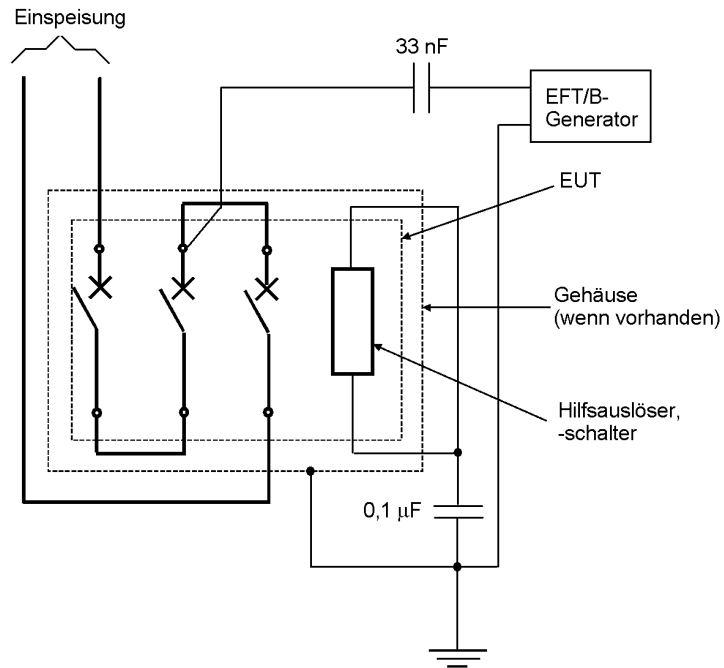 Einspeisung
33 nF
EFT/B-
Generator
EUT
Gehäuse
(wenn vorhanden)
Hilfsauslöser,
-schalter
0,1 µF